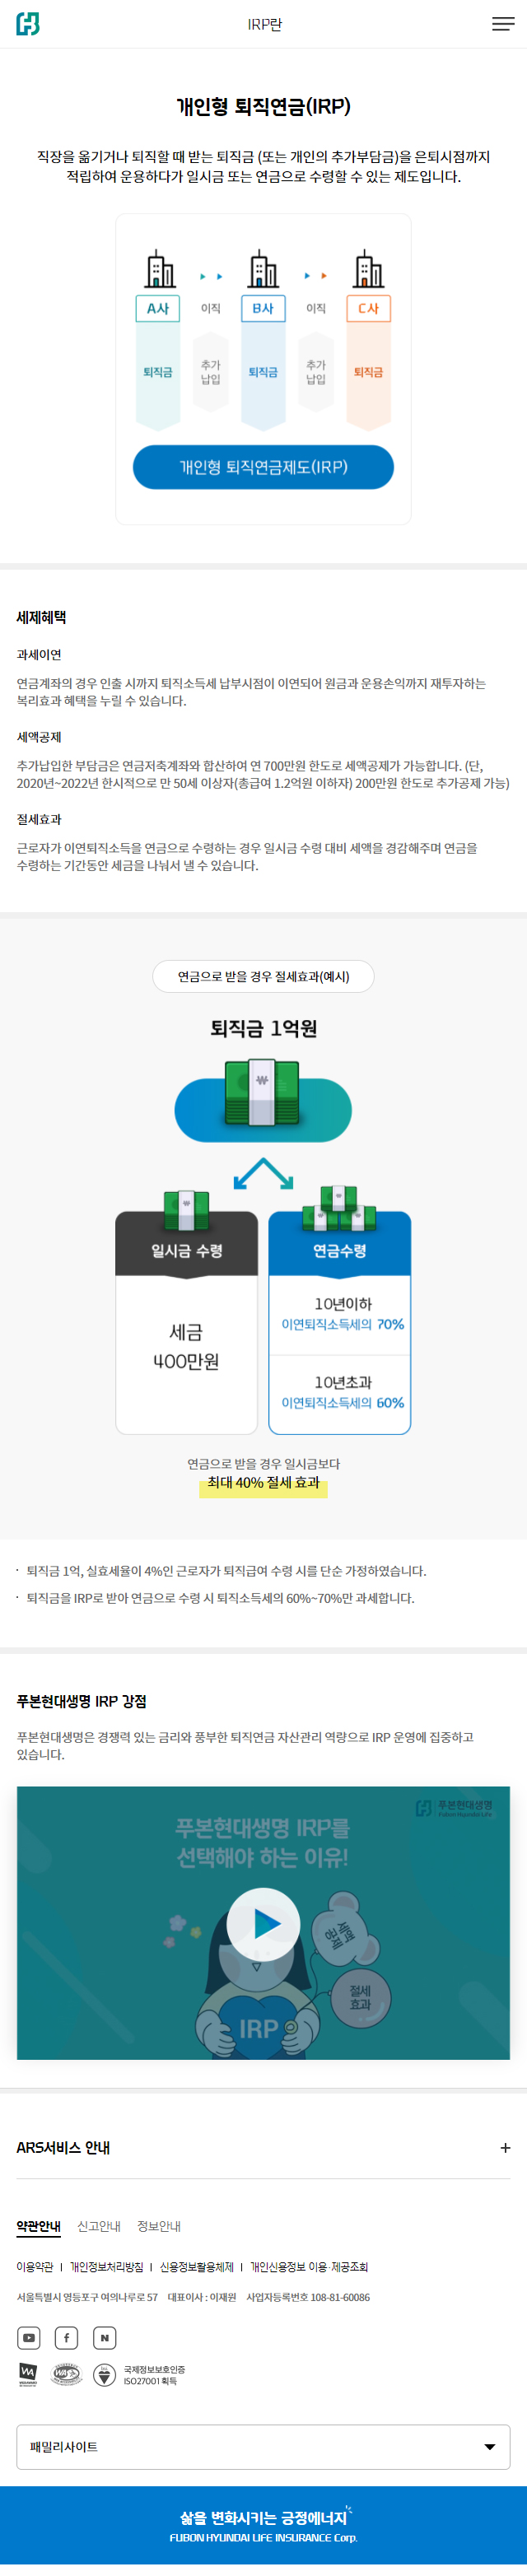 IRP란
개인형 퇴직연금(IRP)
직장을 옮기거나 퇴직할 때 받는 퇴직금 (또는 개인의 추가부담금)을 은퇴시점까지
적립하여 운용하다가 일시금 또는 연금으로 수령할 수 있는 제도입니다.
A사 이직 B사 이직 C사
퇴직금 추가 납입 퇴직금 추가 납입 퇴직금
개인형 퇴직연금제도(IRP)
세제혜택
과세이연
연금계좌의 경우 인출 시까지 퇴직소득세 납부시점이 이연되어 원금과 운용손익까지 재투자하는
복리효과 혜택을 누릴 수 있습니다.
세액공제
추가납입한 부담금은 연금저축계좌와 합산하여 연 700만원 한도로 세액공제가 가능합니다. (단,
2020년~2022년 한시적으로 만 50세 이상자(총급여 1.2억원 이하자) 200만원 한도로 추가공제 가능)
절세효과
근로자가 이연퇴직소득을 연금으로 수령하는 경우 일시금 수령 대비 세액을 경감해주며 연금을
수령하는 기간동안 세금을 나눠서 낼 수 있습니다.
연금으로 받을 경우 절세효과(예시)
퇴직금 1억원
일시금 수령
세금
400만원
연금수령
10년이하
이연퇴직소득세의 70%
10년초과
이연퇴직소득세의 60%
연금으로 받을 경우 일시금보다
최대 40% 절세 효과
· 퇴직금 1억, 실효세율이 4%인 근로자가 퇴직급여 수령 시를 단순 가정하였습니다.
· 퇴직금을 IRP로 받아 연금으로 수령 시 퇴직소득세의 60%~70%만 과세합니다.
푸본현대생명 IRP 강점
푸본현대생명은 경쟁력 있는 금리와 풍부한 퇴직연금 자산관리 역량으로 IRP 운영에 집중하고
있습니다.
푸본현대생명
Fubon Hyundai Life
푸본현대생명 IRP를
선택해야 하는 이유!
세액
공제
절세
효과
IRP
ARS서비스 안내 +
약관안내 신고안내 정보안내
이용약관 | 개인정보처리방침 | 신용정보활용체제 | 개인신용정보 이용·제공조회
서울특별시 영등포구 여의나루로 57 대표이사 : 이재원 사업자등록번호 108-81-60086
국제정보보호인증
ISO27001 획득
패밀리사이트
삶을 변화시키는 긍정에너지
FUBON HYUNDAI LIFE INSURANCE Corp.